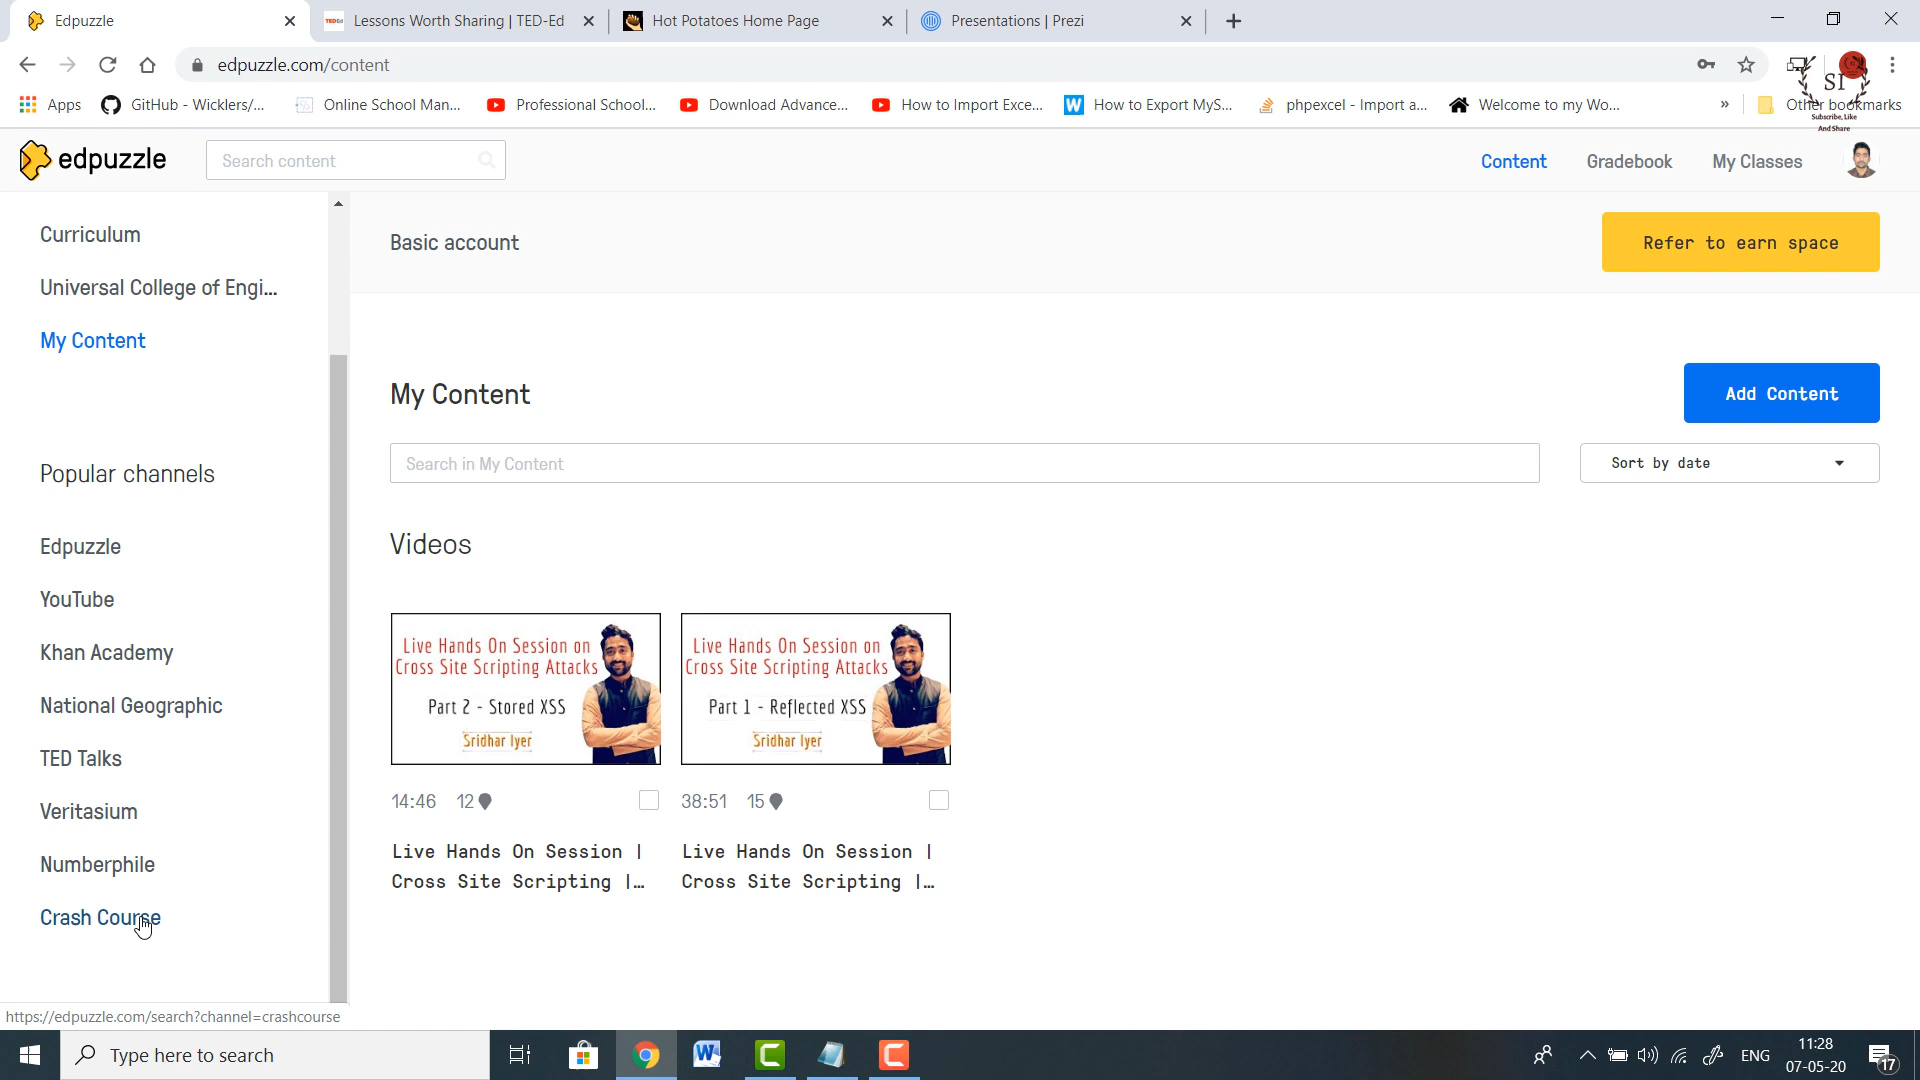 Edpuzzle
Lessons Worth Sharing | TED-Ed
Hot Potatoes Home Page
Presentations | Prezi
edpuzzle.com/content
Apps
GitHub - Wicklers/...
Online School Man...
Professional School...
Download Advance...
How to Import Exce...
How to Export MyS...
phpexcel - Import a...
Welcome to my Wo...
»
Other bookmarks
SI
Subscribe, Like
And Share
edpuzzle
Search content
Content
Gradebook
My Classes
Curriculum
Universal College of Engi...
My Content
Popular channels
Edpuzzle
YouTube
Khan Academy
National Geographic
TED Talks
Veritasium
Numberphile
Crash Course
Basic account
Refer to earn space
My Content
Add Content
Search in My Content
Sort by date
Videos
Live Hands On Session on
Cross Site Scripting Attacks
Part 2 - Stored XSS
Sridhar Iyer
14:46 12
Live Hands On Session |
Cross Site Scripting |...
Live Hands On Session on
Cross Site Scripting Attacks
Part 1 - Reflected XSS
Sridhar Iyer
38:51 15
Live Hands On Session |
Cross Site Scripting |...
https://edpuzzle.com/search?channel=crashcourse
Type here to search
ENG
11:28
07-05-20
17